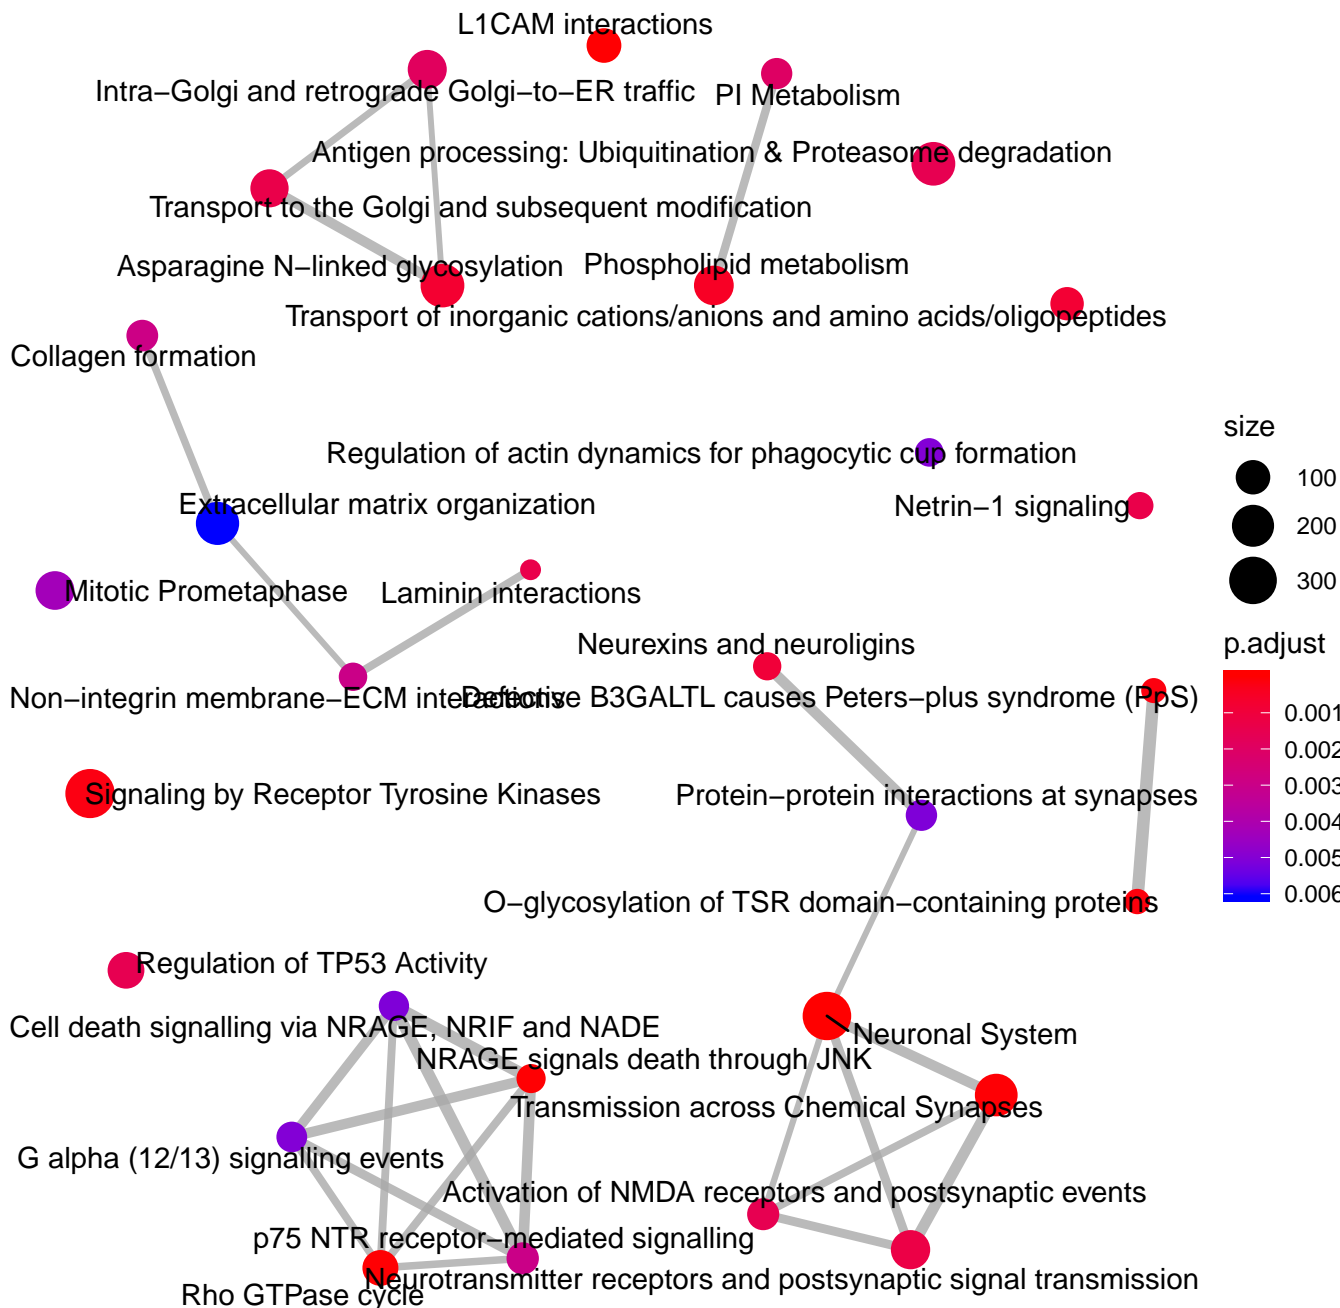 L1CAM interactions
Intra−Golgi and retrograde Golgi−to−ER traffic
PI Metabolism
Antigen processing: Ubiquitination & Proteasome degradation
Transport to the Golgi and subsequent modification
Asparagine N−linked glycosylation
Phospholipid metabolism
Transport of inorganic cations/anions and amino acids/oligopeptides
Collagen formation
Regulation of actin dynamics for phagocytic cup formation
Extracellular matrix organization
Netrin−1 signaling
Mitotic Prometaphase
Laminin interactions
Neurexins and neuroligins
Non−integrin membrane−ECM interactions
Defective B3GALTL causes Peters−plus syndrome (PpS)
Signaling by Receptor Tyrosine Kinases
Protein−protein interactions at synapses
O−glycosylation of TSR domain−containing proteins
Regulation of TP53 Activity
Cell death signalling via NRAGE, NRIF and NADE
Neuronal System
NRAGE signals death through JNK
Transmission across Chemical Synapses
G alpha (12/13) signalling events
Activation of NMDA receptors and postsynaptic events
p75 NTR receptor−mediated signalling
Neurotransmitter receptors and postsynaptic signal transmission
Rho GTPase cycle
size
100
200
300
p.adjust
0.001
0.002
0.003
0.004
0.005
0.006